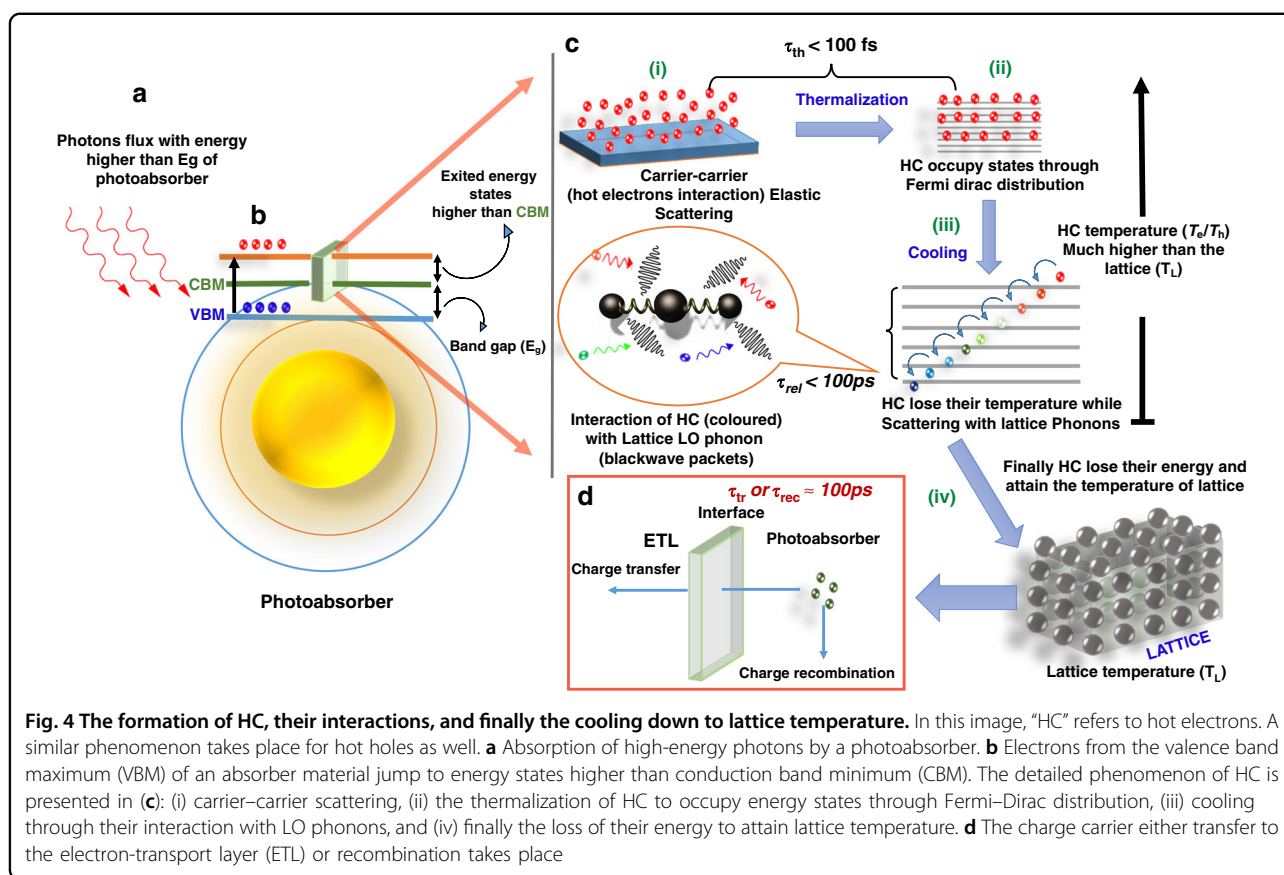 a
Photons flux with energy
higher than Eg of
photoabsorber
b
Exited energy
states
higher than CBM
CBM
VBM
Band gap (Eg)
Photoabsorber
c
τth < 100 fs
(i)
(ii)
Thermalization
Carrier-carrier
(hot electrons interaction) Elastic
Scattering
HC occupy states through
Fermi dirac distribution
(iii)
Cooling
HC temperature (Te/Th)
Much higher than the
lattice (TL)
τrel < 100ps
Interaction of HC (coloured)
with Lattice LO phonon
(blackwave packets)
HC lose their temperature while
Scattering with lattice Phonons
Finally HC lose their energy and
attain the temperature of lattice
(iv)
LATTICE
Lattice temperature (TL)
d
τtr or τrec ≈ 100ps
Interface
ETL
Photoabsorber
Charge transfer
Charge recombination
Fig. 4 The formation of HC, their interactions, and finally the cooling down to lattice temperature. In this image, “HC” refers to hot electrons. A
similar phenomenon takes place for hot holes as well. a Absorption of high-energy photons by a photoabsorber. b Electrons from the valence band
maximum (VBM) of an absorber material jump to energy states higher than conduction band minimum (CBM). The detailed phenomenon of HC is
presented in (c): (i) carrier–carrier scattering, (ii) the thermalization of HC to occupy energy states through Fermi–Dirac distribution, (iii) cooling
through their interaction with LO phonons, and (iv) finally the loss of their energy to attain lattice temperature. d The charge carrier either transfer to
the electron-transport layer (ETL) or recombination takes place